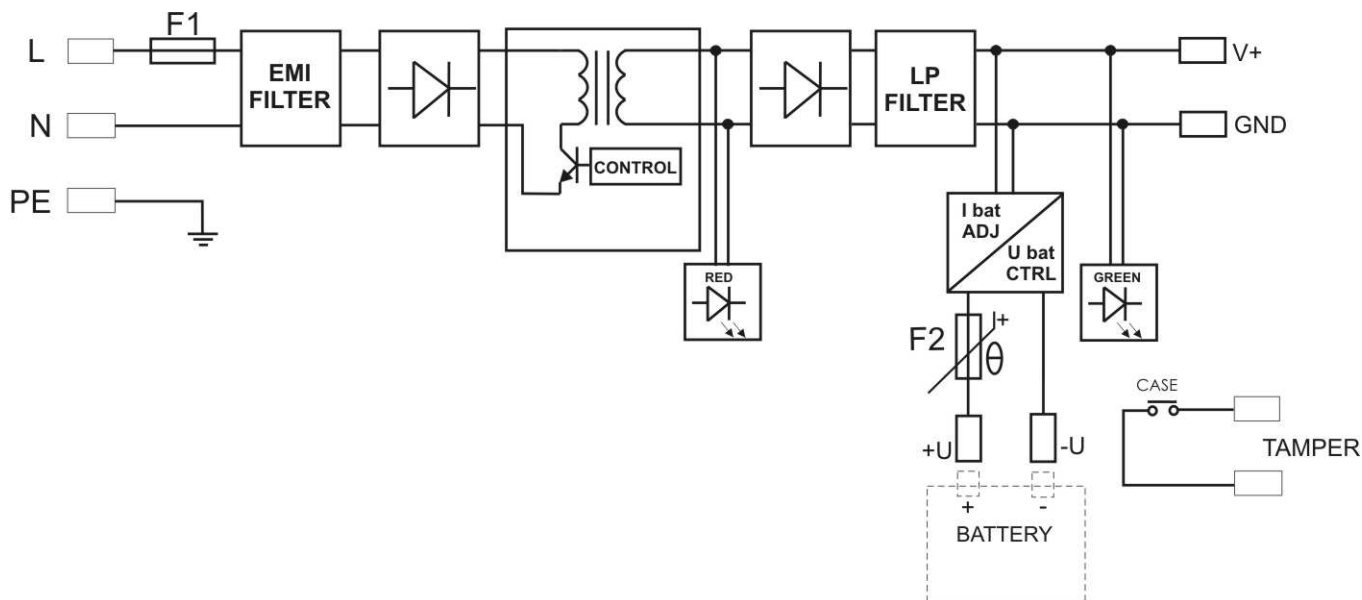 L
F1
EMI
FILTER
LP
FILTER
V+
N
GND
CONTROL
PE
I bat
ADJ
U bat
CTRL
RED
GREEN
F2
I+
θ
CASE
+U
-U
TAMPER
+
-
BATTERY